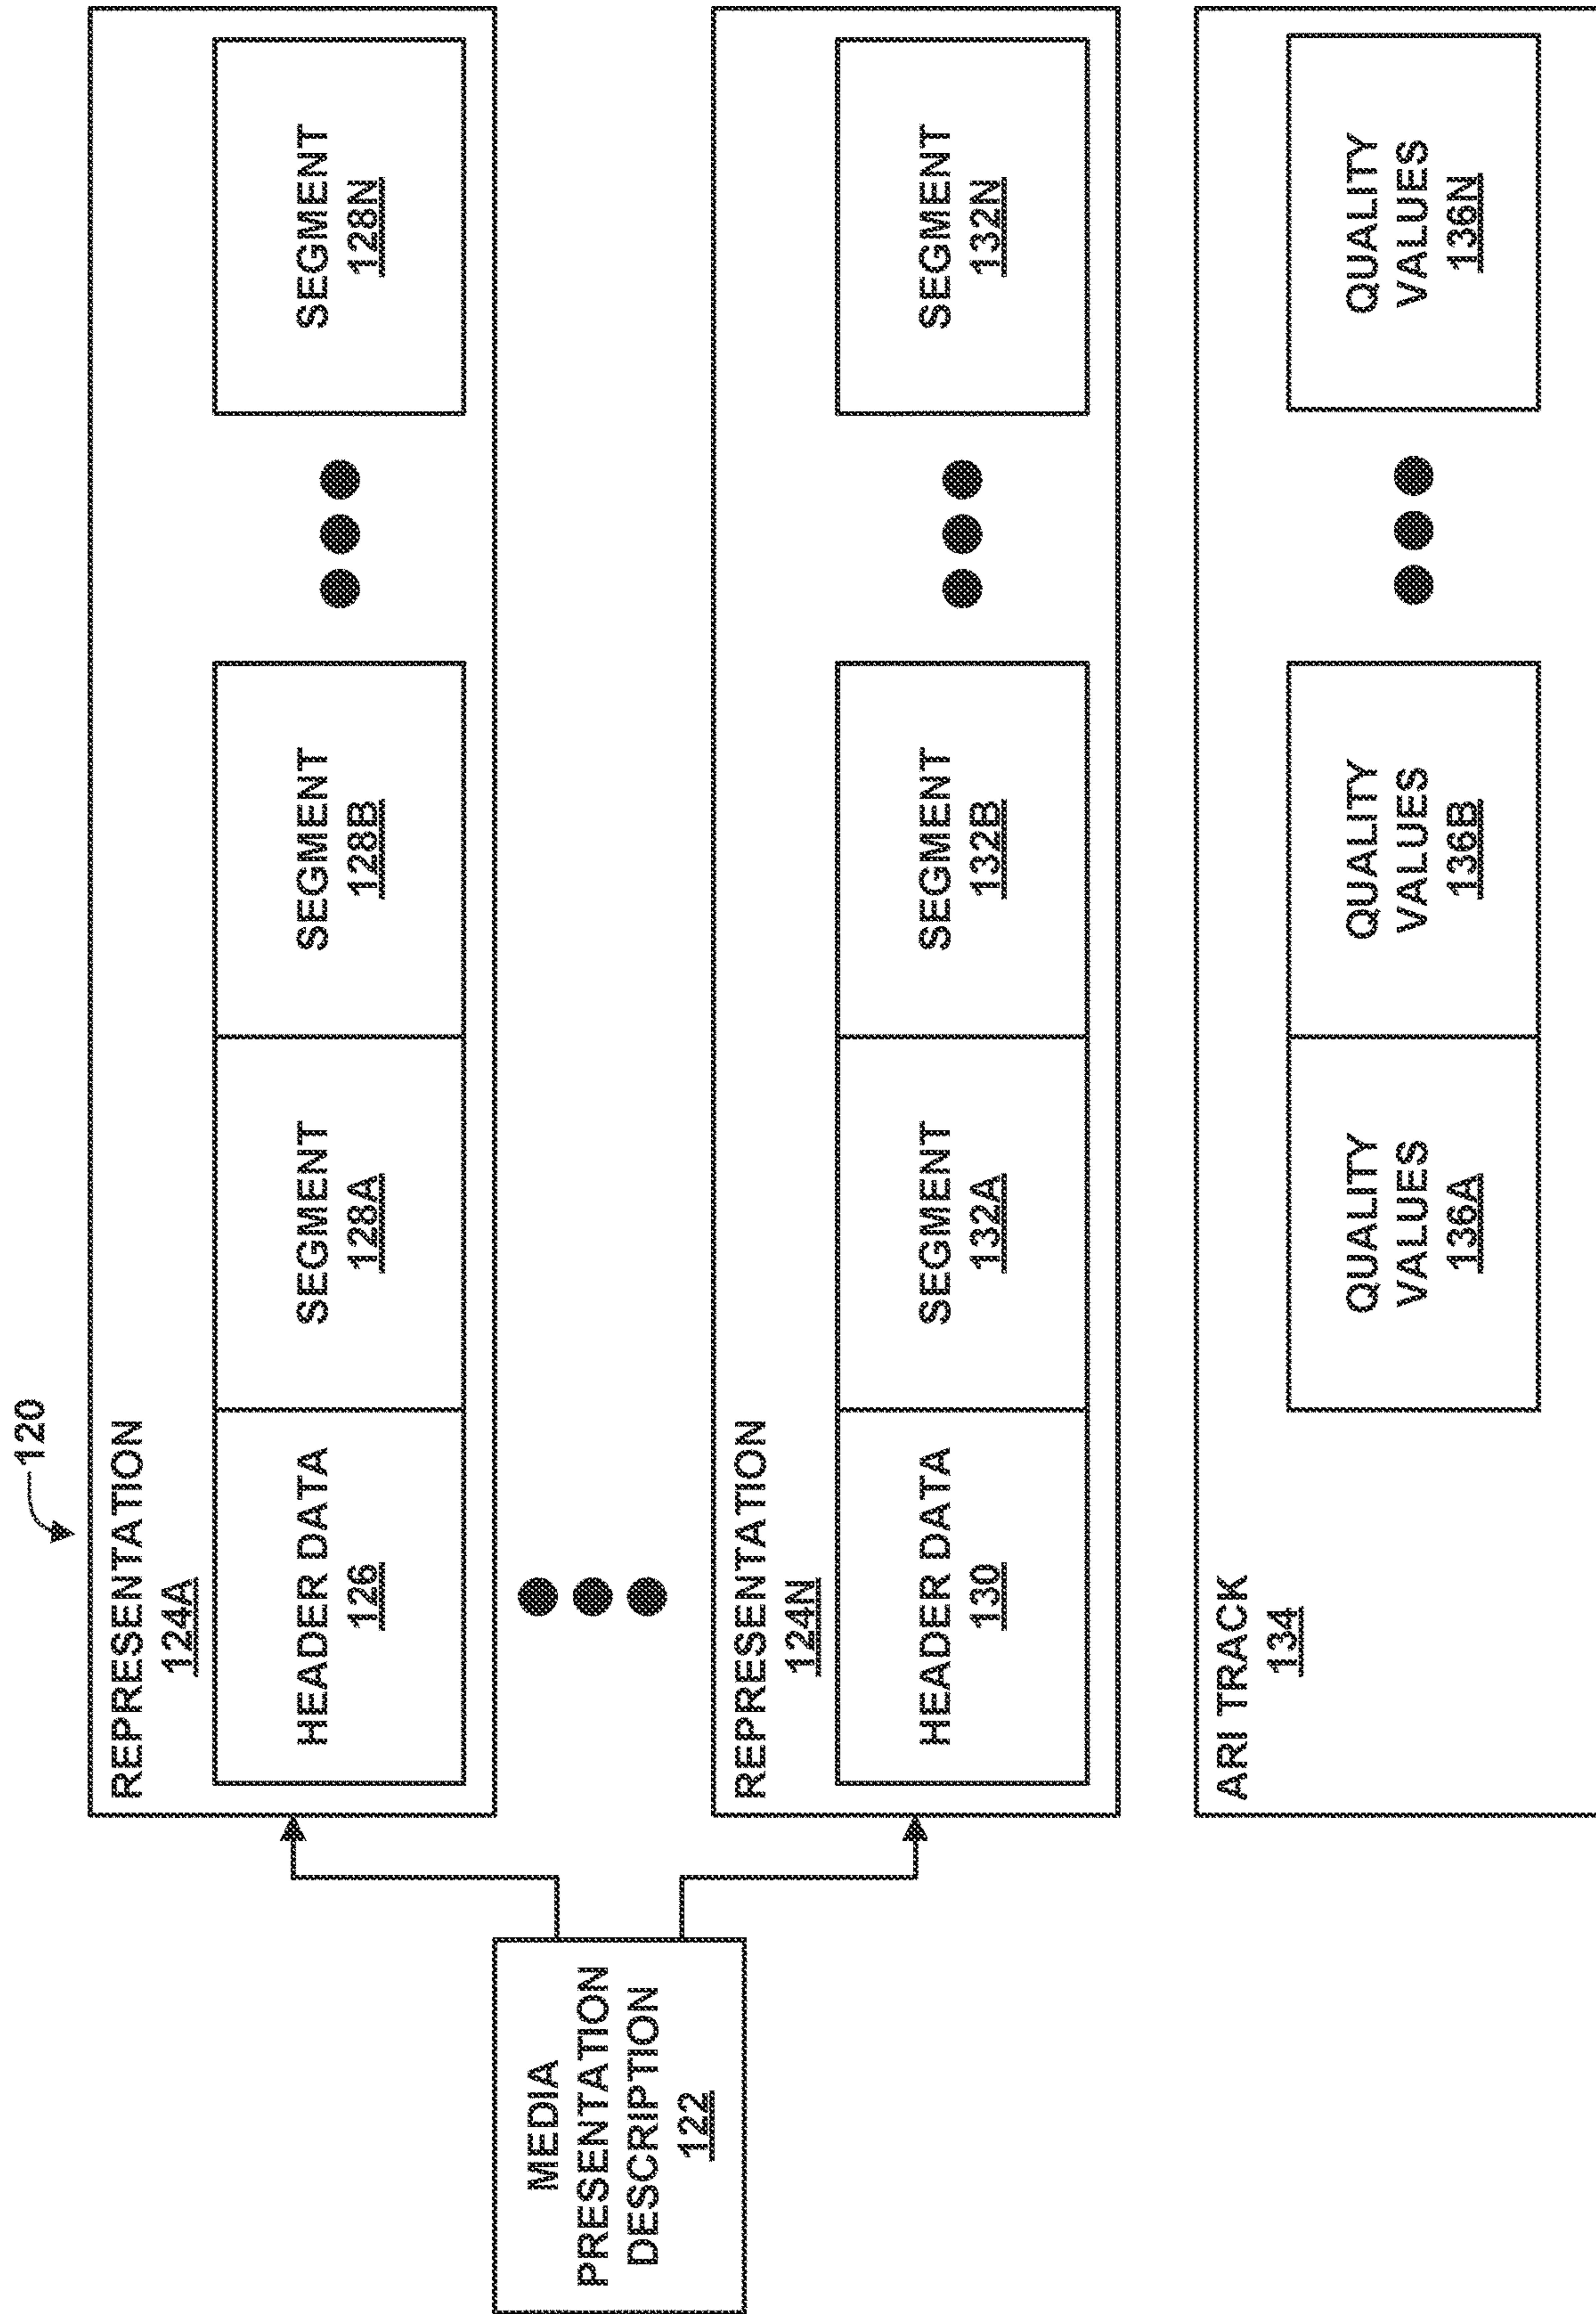 120
MEDIA
PRESENTATION
DESCRIPTION
122
REPRESENTATION
124A
HEADER DATA
126
SEGMENT
128A
SEGMENT
128B
SEGMENT
128N
REPRESENTATION
124N
HEADER DATA
130
SEGMENT
132A
SEGMENT
132B
SEGMENT
132N
ARI TRACK
134
QUALITY
VALUES
136A
QUALITY
VALUES
136B
QUALITY
VALUES
136N